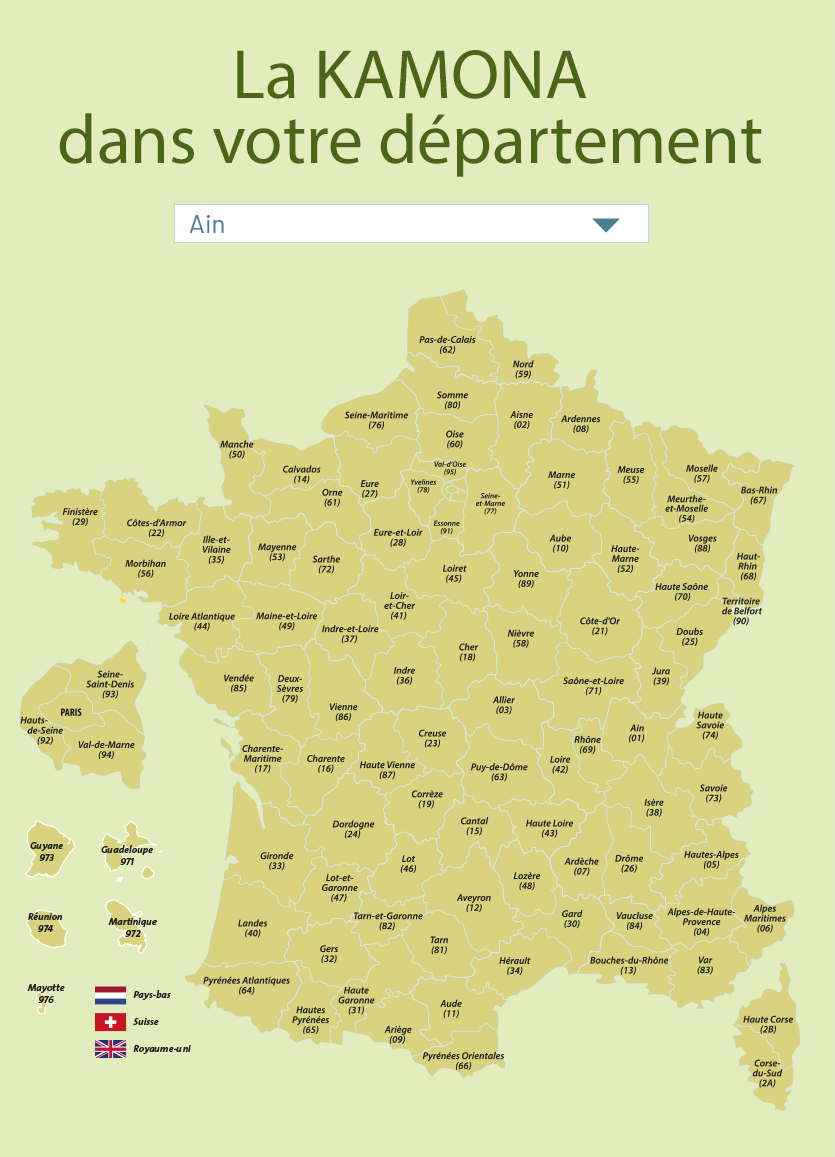 La KAMONA
dans votre département
Ain
Pas-de-Calais
(62)
Nord
(59)
Somme
(80)
Seine-Maritime
(76)
Aisne
(02)
Ardennes
(08)
Oise
(60)
Manche
(50)
Calvados
(14)
Orne
(61)
Eure
(27)
Val-d'Oise
(95)
Yvelines
(78)
Seine-
et-Marne
(77)
Essonne
(91)
Marne
(51)
Meuse
(55)
Moselle
(57)
Meurthe-
et-Moselle
(54)
Bas-Rhin
(67)
Finistère
(29)
Côtes-d'Armor
(22)
Ille-et-
Vilaine
(35)
Morbihan
(56)
Mayenne
(53)
Sarthe
(72)
Eure-et-Loir
(28)
Loiret
(45)
Yonne
(89)
Aube
(10)
Haute-
Marne
(52)
Vosges
(88)
Haut-
Rhin
(68)
Haute Saône
(70)
Territoire
de Belfort
(90)
Loire Atlantique
(44)
Maine-et-Loire
(49)
Indre-et-Loire
(37)
Loir-
et-Cher
(41)
Cher
(18)
Nièvre
(58)
Côte-d'Or
(21)
Doubs
(25)
Jura
(39)
Vendée
(85)
Deux-
Sèvres
(79)
Vienne
(86)
Indre
(36)
Allier
(03)
Saône-et-Loire
(71)
Seine-
Saint-Denis
(93)
PARIS
Hauts-
de-Seine
(92)
Val-de-Marne
(94)
Charente-
Maritime
(17)
Charente
(16)
Haute Vienne
(87)
Creuse
(23)
Puy-de-Dôme
(63)
Loire
(42)
Rhône
(69)
Ain
(01)
Haute
Savoie
(74)
Savoie
(73)
Isère
(38)
Corrèze
(19)
Dordogne
(24)
Cantal
(15)
Haute Loire
(43)
Gironde
(33)
Lot
(46)
Lot-et-
Garonne
(47)
Lozère
(48)
Ardèche
(07)
Drôme
(26)
Hautes-Alpes
(05)
Aveyron
(12)
Tarn-et-Garonne
(82)
Landes
(40)
Gard
(30)
Vaucluse
(84)
Alpes-de-Haute-
Provence
(04)
Alpes
Maritimes
(06)
Gers
(32)
Tarn
(81)
Hérault
(34)
Bouches-du-Rhône
(13)
Var
(83)
Pyrénées Atlantiques
(64)
Hautes
Pyrénées
(65)
Haute
Garonne
(31)
Ariège
(09)
Aude
(11)
Pyrénées Orientales
(66)
Haute Corse
(2B)
Corse-
du-Sud
(2A)
Guyane
973
Guadeloupe
971
Réunion
974
Martinique
972
Mayotte
976
Pays-bas
Suisse
Royaume-uni